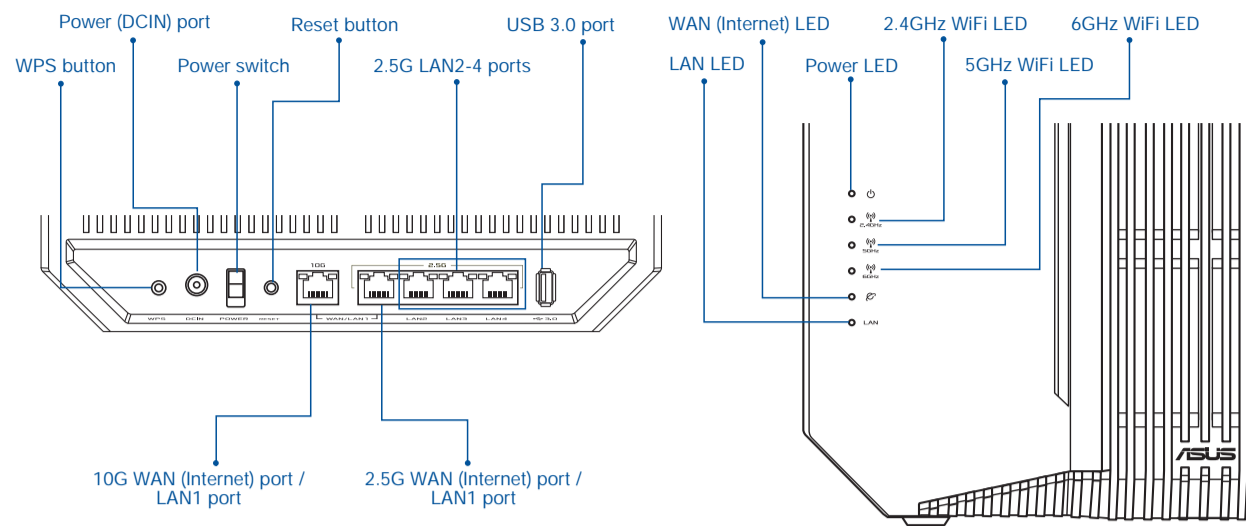 Power (DCIN) port
Reset button
USB 3.0 port
WPS button
Power switch
2.5G LAN2-4 ports
10G
2.5G
WPS
DCIN
POWER
RESET
WAN/LAN1
LAN2
LAN3
LAN4
3.0
10G WAN (Internet) port /
LAN1 port
2.5G WAN (Internet) port /
LAN1 port
WAN (Internet) LED
2.4GHz WiFi LED
6GHz WiFi LED
LAN LED
Power LED
5GHz WiFi LED
2.4GHz
5GHz
6GHz
LAN
ASUS